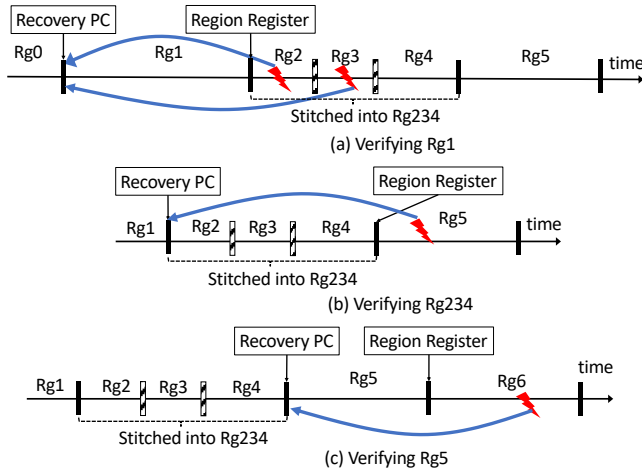 Recovery PC
Region Register
Rg0 Rg1 Rg2 Rg3 Rg4 Rg5
time
Stitched into Rg234
(a) Verifying Rg1
Recovery PC
Region Register
Rg1 Rg2 Rg3 Rg4 Rg5
time
Stitched into Rg234
(b) Verifying Rg234
Recovery PC
Region Register
Rg1 Rg2 Rg3 Rg4 Rg5 Rg6
time
Stitched into Rg234
(c) Verifying Rg5